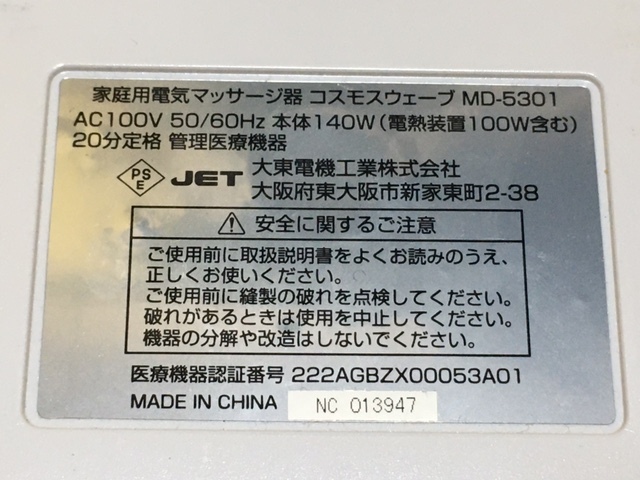 家庭用電気マッサージ器 コスモスウェーブ MD-5301
AC100V 50/60Hz 本体140W(電熱装置100W含む)
20分定格 管理医療機器
PSE JET 大東電機工業株式会社
大阪府東大阪市新家東町2-38
安全に関するご注意
ご使用前に取扱説明書をよくお読みのうえ、
正しくお使いください。
ご使用前に縫製の破れを点検してください。
破れがあるときは使用を中止してください。
機器の分解や改造はしないでください。
医療機器認証番号 222AGBZX00053A01
MADE IN CHINA NC 013947